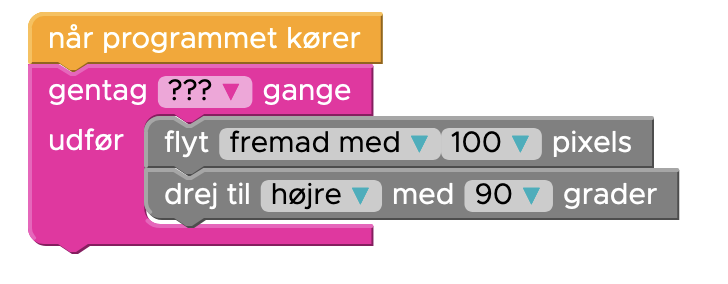 når programmet kører
gentag ??? gange
udfør flyt fremad med 100 pixels
drej til højre med 90 grader